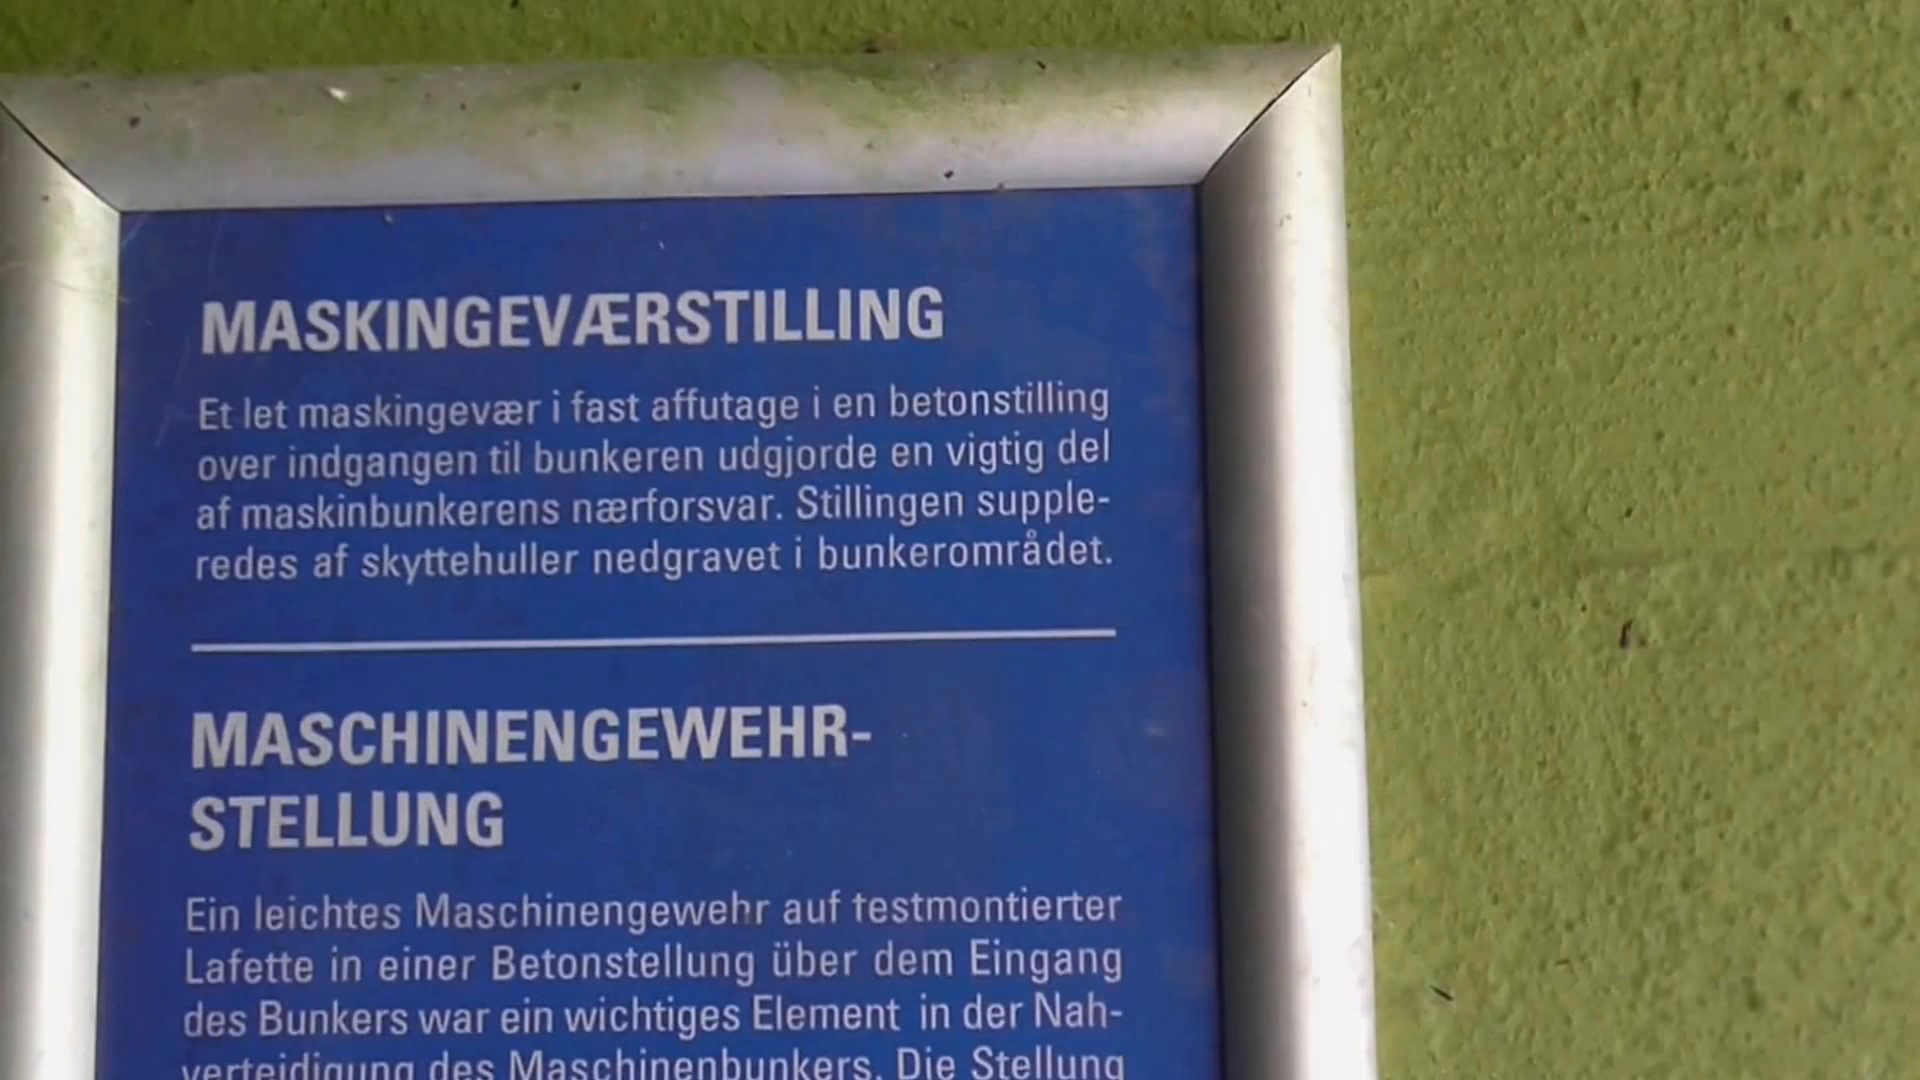 MASKINGEVÆRSTILLING
Et let maskingevær i fast affutage i en betonstilling
over indgangen til bunkeren udgjorde en vigtig del
af maskinbunkerens nærforsvar. Stillingen supple-
redes af skyttehuller nedgravet i bunkerområdet.
MASCHINENGEWEHR-
STELLUNG
Ein leichtes Maschinengewehr auf testmontierter
Lafette in einer Betonstellung über dem Eingang
des Bunkers war ein wichtiges Element in der Nah-
verteidigung des Maschinenbunkers. Die Stellung